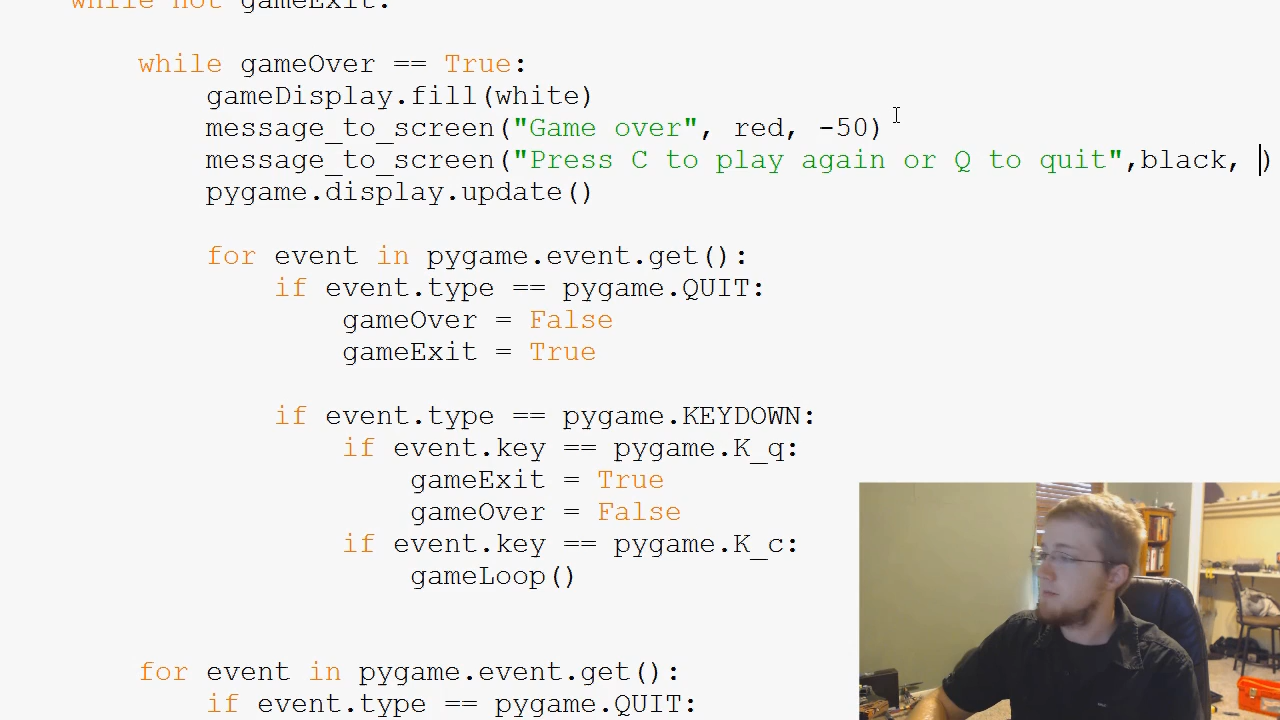 while not gameExit:
while gameOver == True:
gameDisplay.fill(white)
message_to_screen("Game over", red, -50)
message_to_screen("Press C to play again or Q to quit",black, )
pygame.display.update()
for event in pygame.event.get():
if event.type == pygame.QUIT:
gameOver = False
gameExit = True
if event.type == pygame.KEYDOWN:
if event.key == pygame.K_q:
gameExit = True
gameOver = False
if event.key == pygame.K_c:
gameLoop()
for event in pygame.event.get():
if event.type == pygame.QUIT: